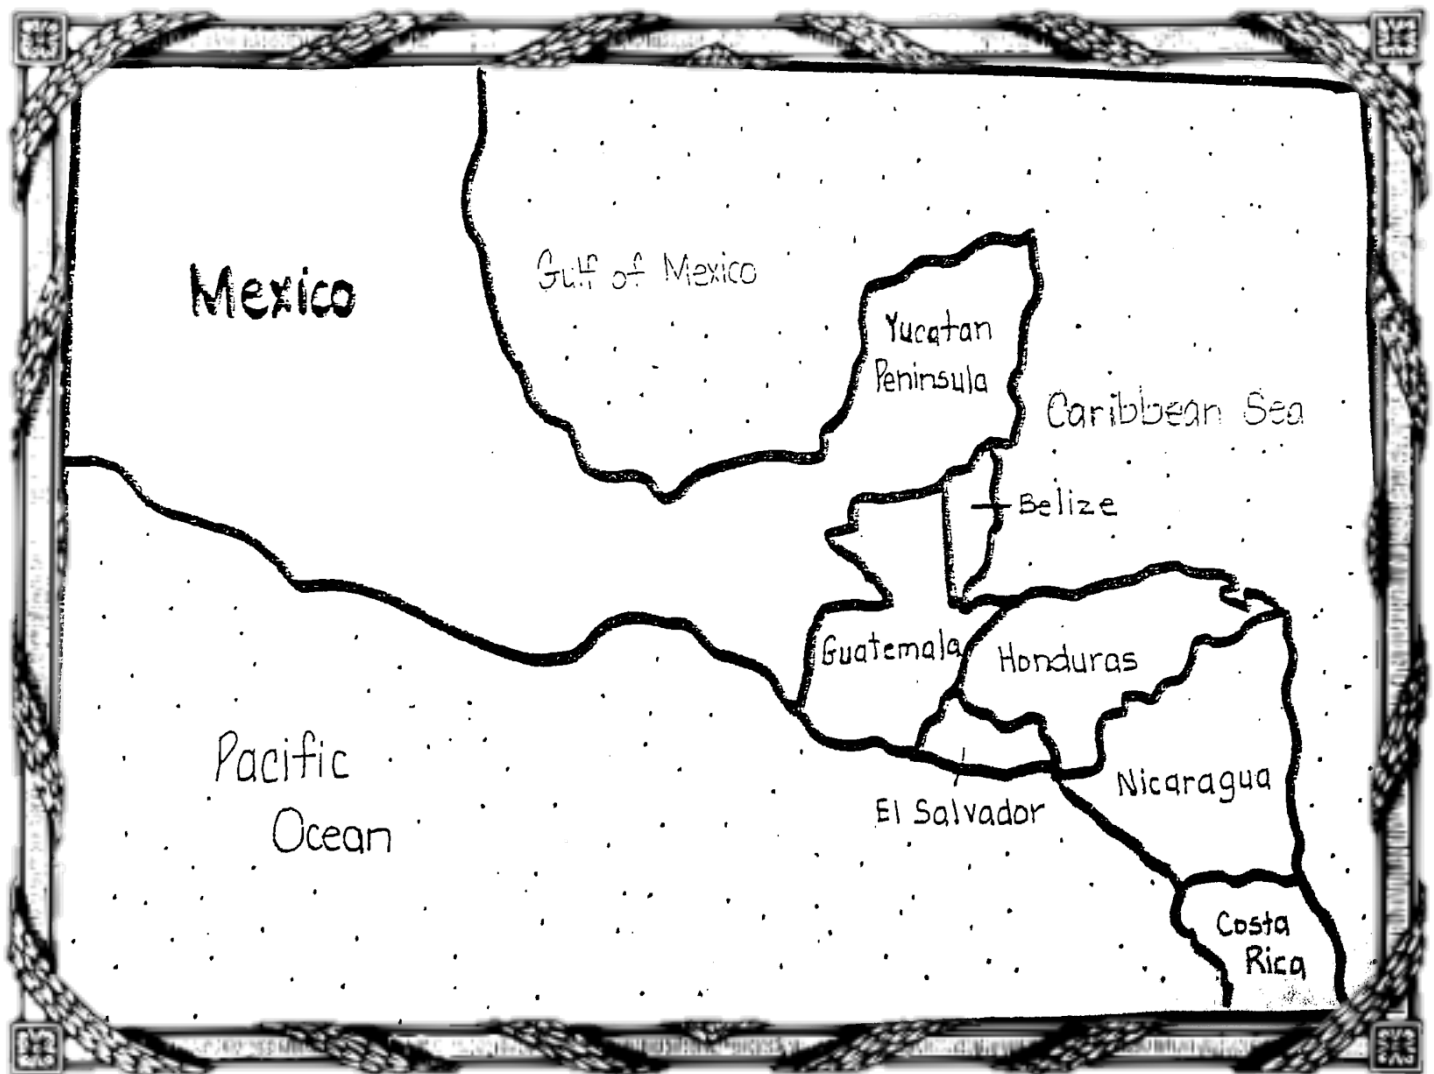 Mexico
Gulf of Mexico
Yucatan
Peninsula
Caribbean Sea
Belize
Guatemala
Honduras
Pacific
Ocean
El Salvador
Nicaragua
Costa
Rica